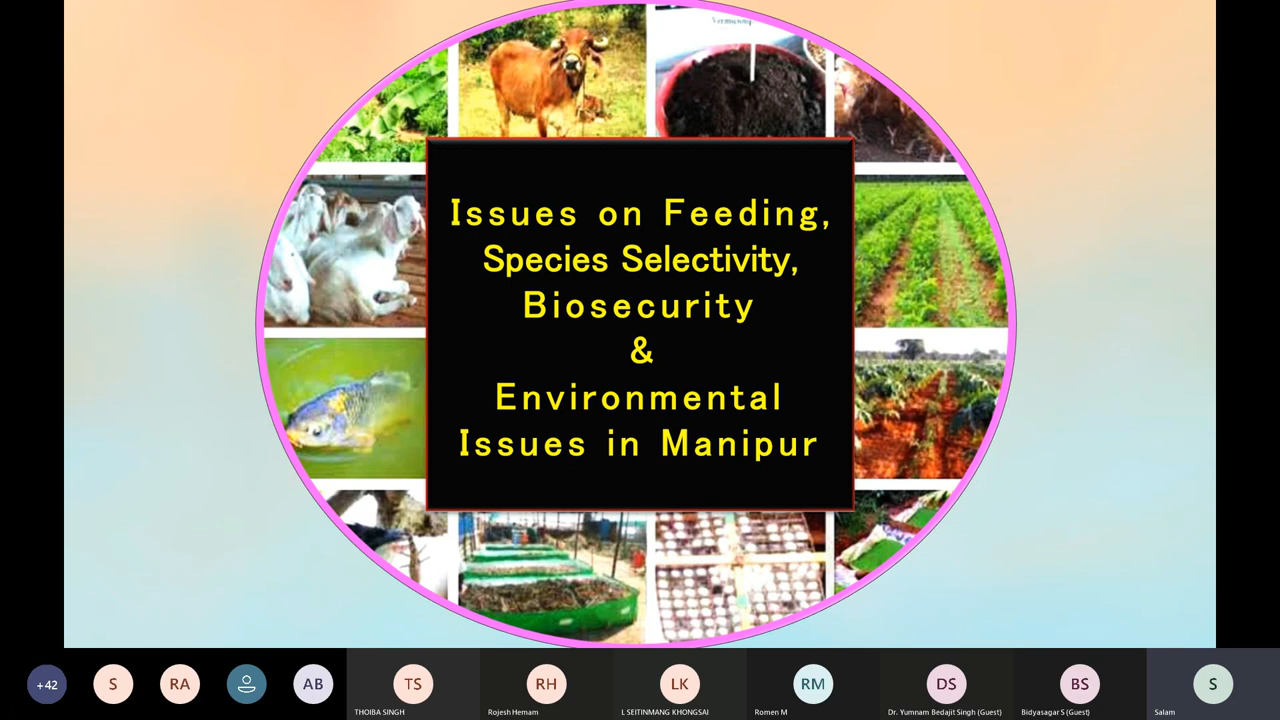 Issues on Feeding,
Species Selectivity,
Biosecurity
&
Environmental
Issues in Manipur
+42
S
RA
AB
TS
THOIBA SINGH
RH
Rojesh Hemam
LK
L SEITINMANG KHONGSAI
RM
Romen M
DS
Dr. Yumnam Bedajit Singh (Guest)
BS
Bidyasagar S (Guest)
S
Salam